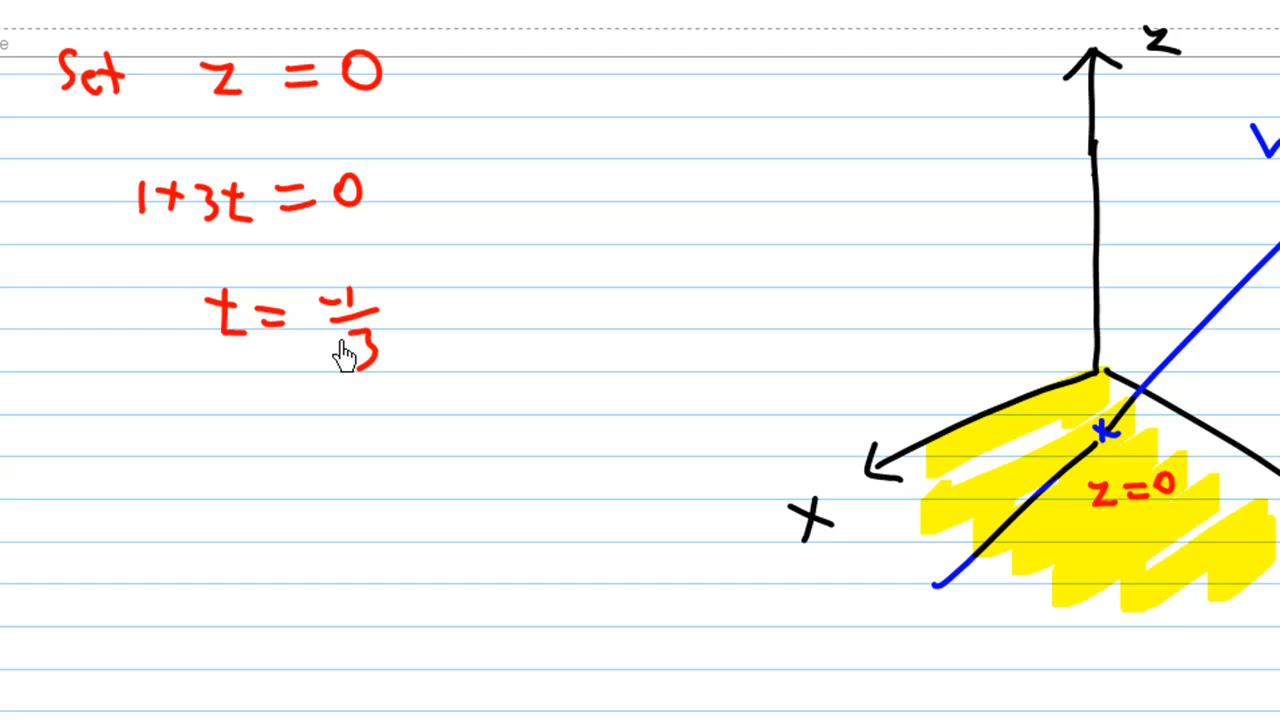 e
Set z = 0
1+3t = 0
t = -1/3
z
V
X
z=0